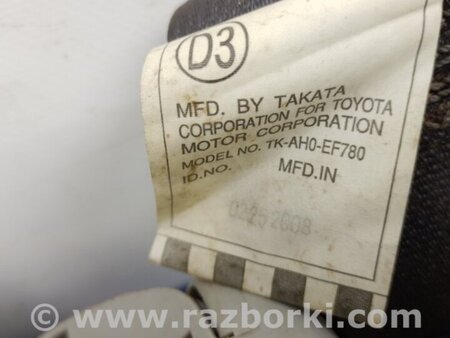 D3
MFD. BY TAKATA
CORPORATION FOR TOYOTA
MOTOR CORPORATION
MODEL NO. TK-AH0-EF780
ID.NO. MFD.IN
02252608
www.razborki.com